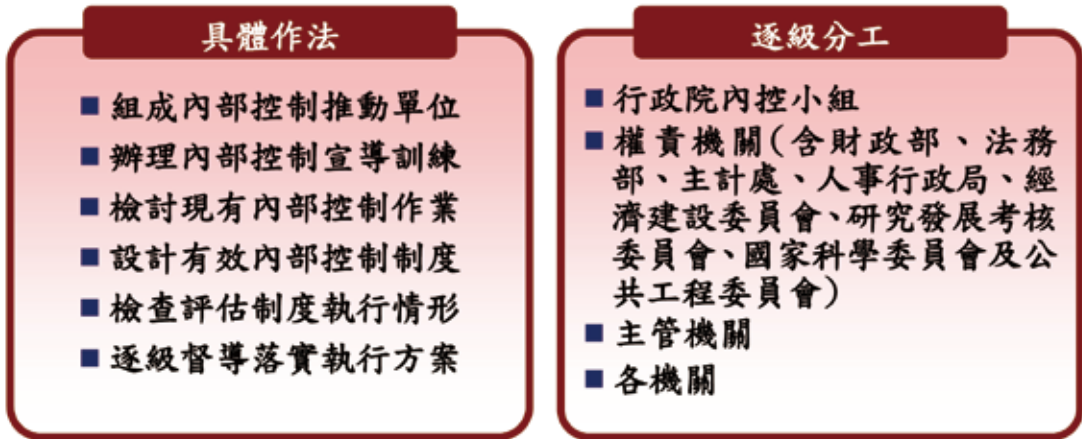 具體作法
■ 組成內部控制推動單位
■ 辦理內部控制宣導訓練
■ 檢討現有內部控制作業
■ 設計有效內部控制制度
■ 檢查評估制度執行情形
■ 逐級督導落實執行方案
逐級分工
■ 行政院內控小組
■ 權責機關(含財政部、法務
部、主計處、人事行政局、經
濟建設委員會、研究發展考核
委員會、國家科學委員會及公
共工程委員會)
■ 主管機關
■ 各機關